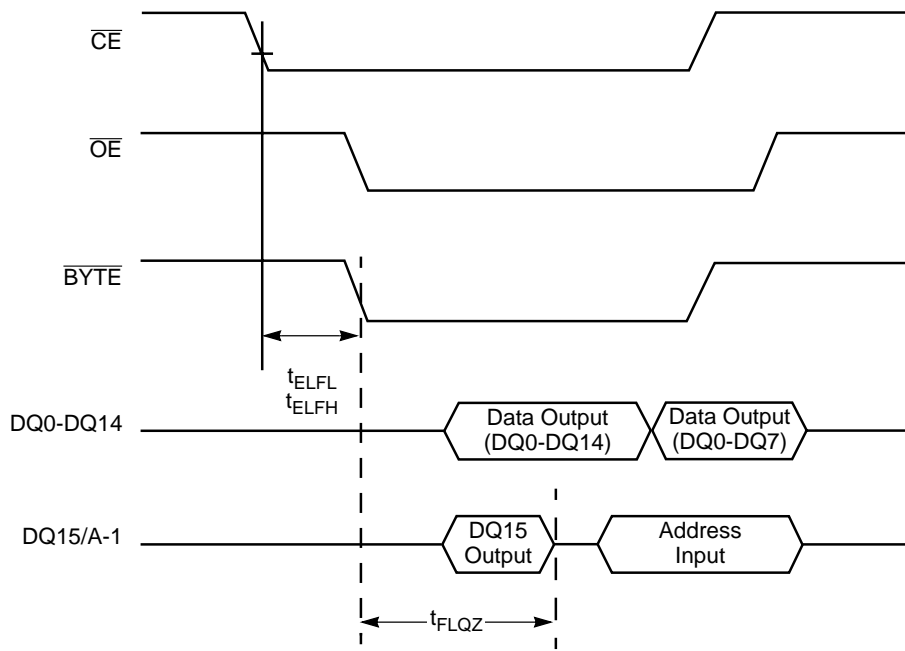 CE
OE
BYTE
tELFL
tELFH
DQ0-DQ14
Data Output
(DQ0-DQ14)
Data Output
(DQ0-DQ7)
DQ15/A-1
DQ15
Output
Address
Input
tFLQZ